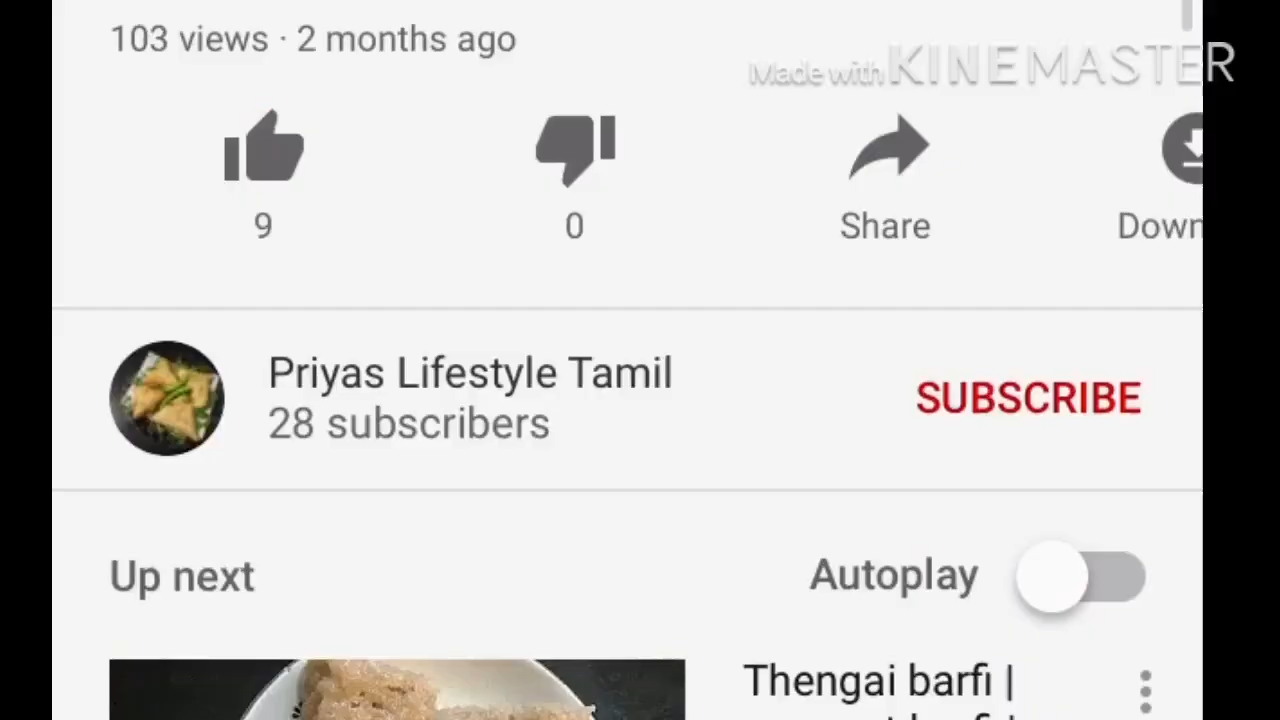 103 views · 2 months ago
Made with KINEMASTER
9
0
Share
Down
Priyas Lifestyle Tamil
28 subscribers
SUBSCRIBE
Up next
Autoplay
Thengai barfi |